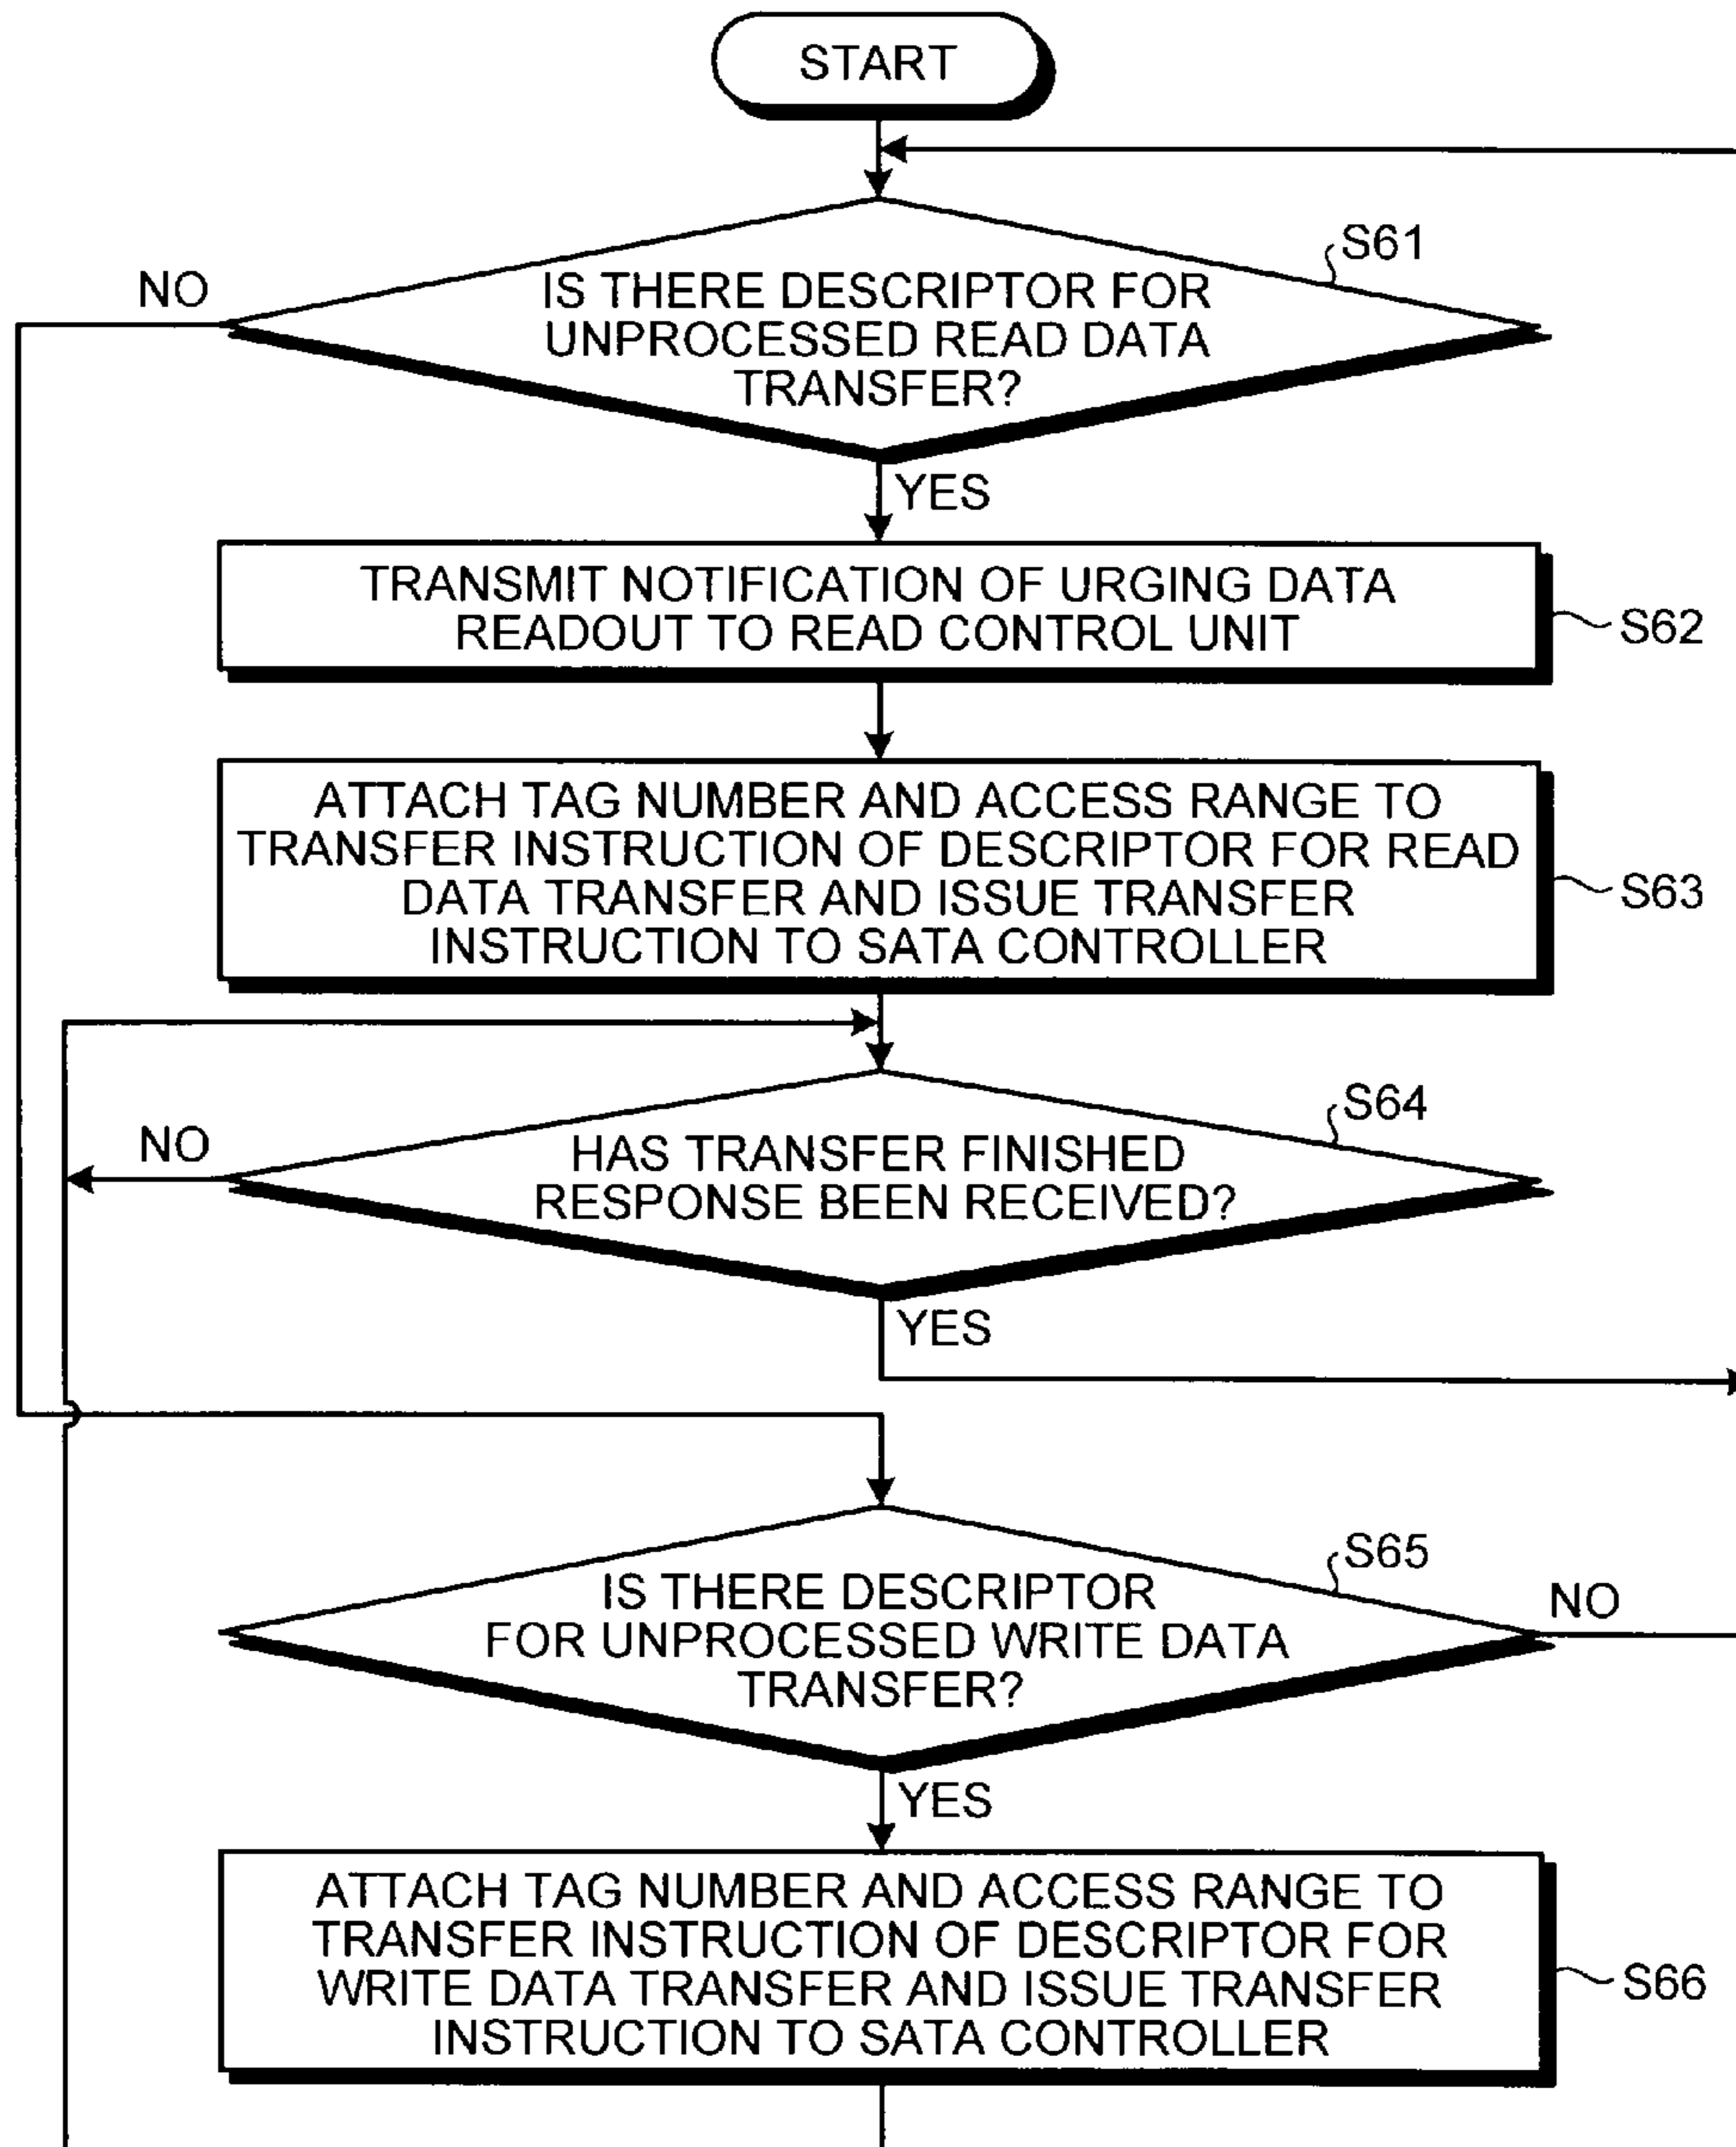 START
S61
NO
IS THERE DESCRIPTOR FOR
UNPROCESSED READ DATA
TRANSFER?
YES
TRANSMIT NOTIFICATION OF URGING DATA
READOUT TO READ CONTROL UNIT
S62
ATTACH TAG NUMBER AND ACCESS RANGE TO
TRANSFER INSTRUCTION OF DESCRIPTOR FOR READ
DATA TRANSFER AND ISSUE TRANSFER
INSTRUCTION TO SATA CONTROLLER
S63
S64
NO
HAS TRANSFER FINISHED
RESPONSE BEEN RECEIVED?
YES
S65
IS THERE DESCRIPTOR
FOR UNPROCESSED WRITE DATA
TRANSFER?
NO
YES
ATTACH TAG NUMBER AND ACCESS RANGE TO
TRANSFER INSTRUCTION OF DESCRIPTOR FOR
WRITE DATA TRANSFER AND ISSUE TRANSFER
INSTRUCTION TO SATA CONTROLLER
S66